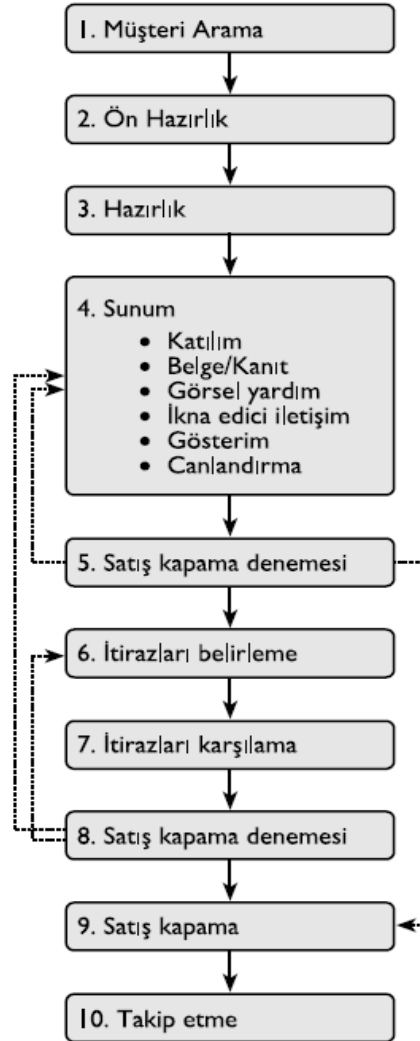 1. Müşteri Arama
2. Ön Hazırlık
3. Hazırlık
4. Sunum
• Katılım
• Belge/Kanıt
• Görsel yardım
• İkna edici iletişim
• Gösterim
• Canlandırma
5. Satış kapama denemesi
6. İtirazları belirleme
7. İtirazları karşılama
8. Satış kapama denemesi
9. Satış kapama
10. Takip etme